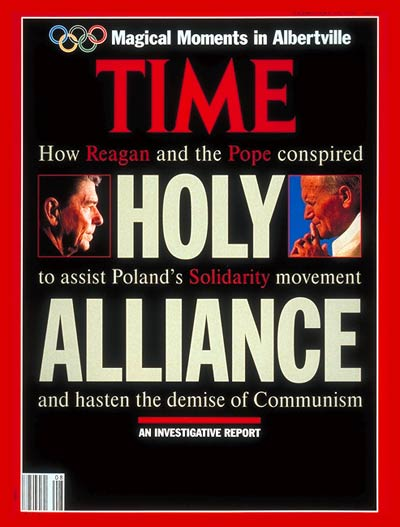 Magical Moments in Albertville
TIME
How Reagan and the Pope conspired
HOLY
to assist Poland's Solidarity movement
ALLIANCE
and hasten the demise of Communism
AN INVESTIGATIVE REPORT
08